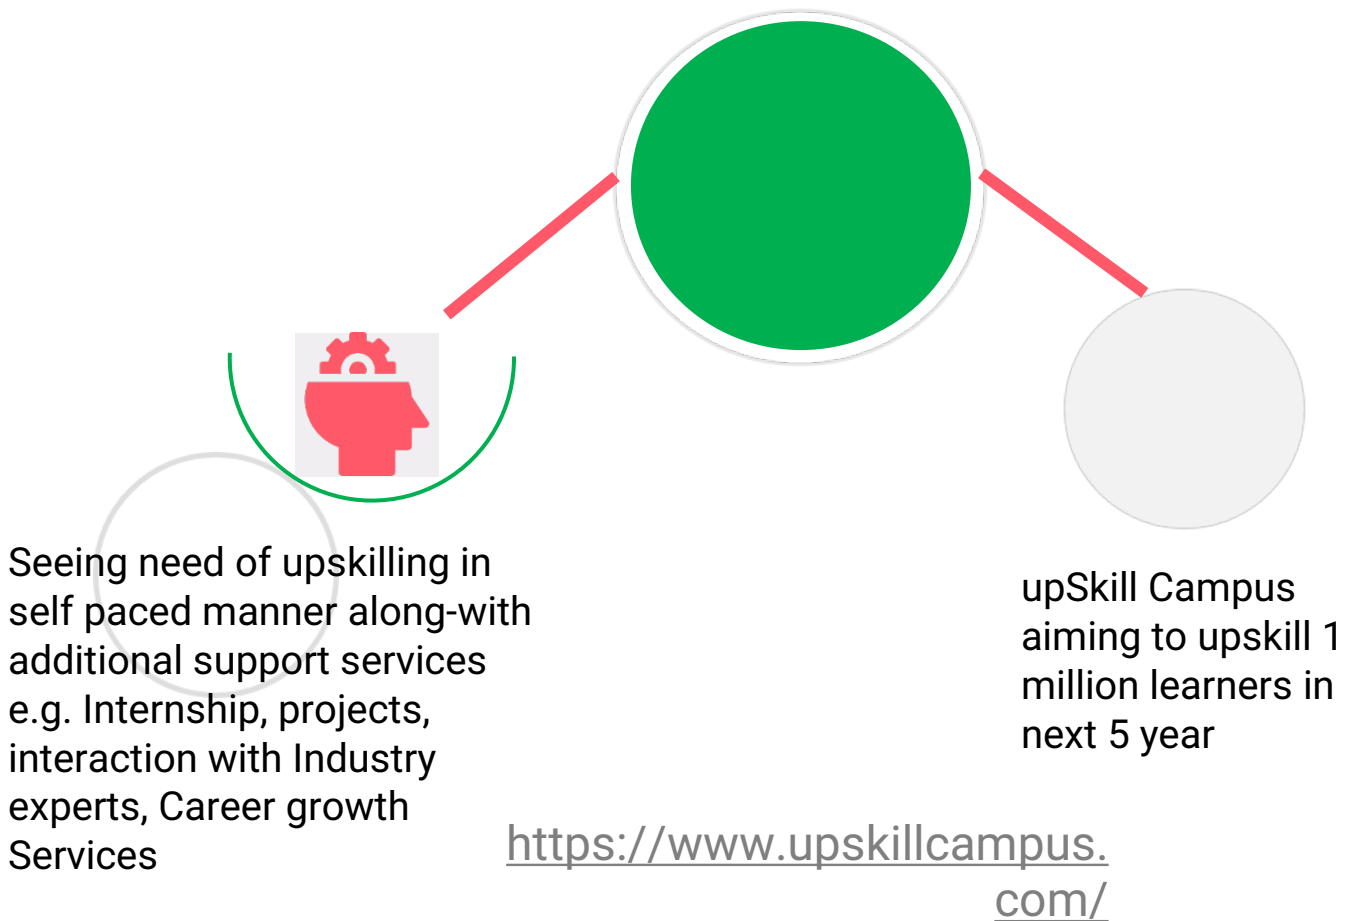 Seeing need of upskilling in
self paced manner along-with
additional support services
e.g. Internship, projects,
interaction with Industry
experts, Career growth
Services
upSkill Campus
aiming to upskill 1
million learners in
next 5 year
https://www.upskillcampus.
com/